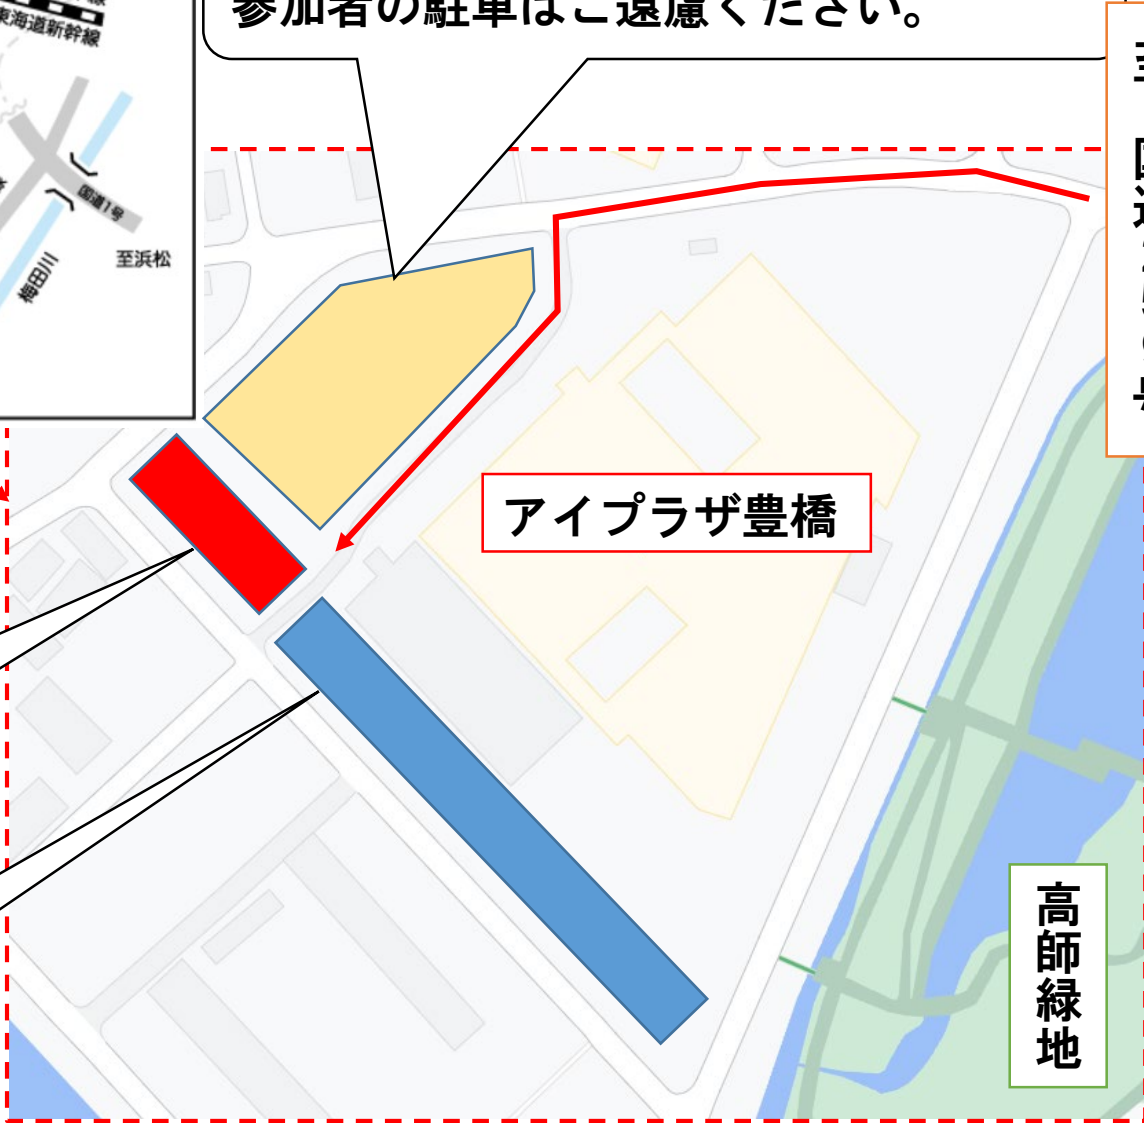 東海道新幹線
国道1号
至浜松
梅田川
参加者の駐車はご遠慮ください。
アイプラザ豊橋
高師緑地